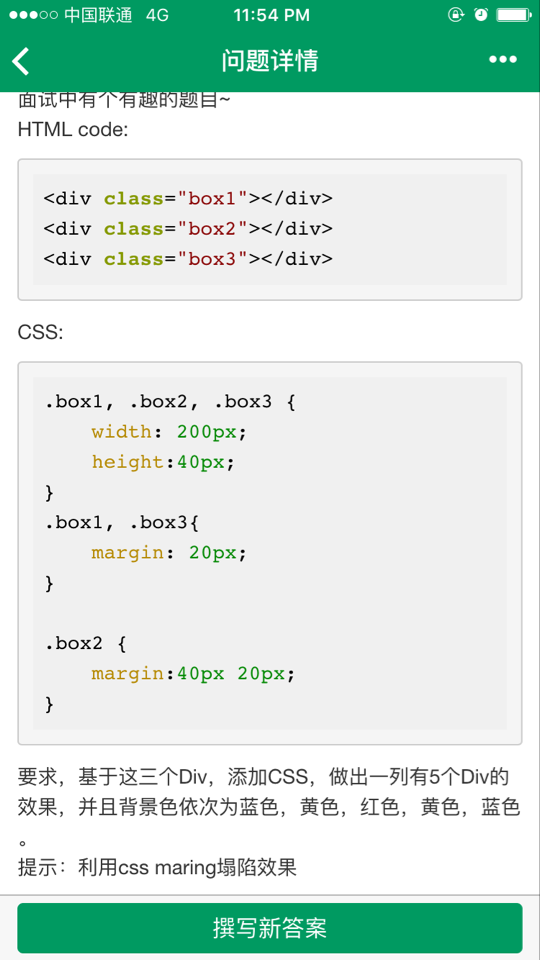 中国联通 4G 11:54 PM
问题详情
面试中有个有趣的题目~
HTML code:
<div class="box1"></div>
<div class="box2"></div>
<div class="box3"></div>
CSS:
.box1, .box2, .box3 {
    width: 200px;
    height:40px;
}
.box1, .box3{
    margin: 20px;
}
.box2 {
    margin:40px 20px;
}
要求，基于这三个Div，添加CSS，做出一列有5个Div的
效果，并且背景色依次为蓝色，黄色，红色，黄色，蓝色
。
提示：利用css maring塌陷效果
撰写新答案